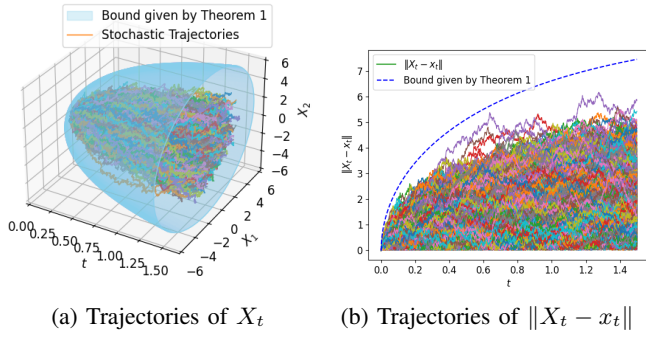 Bound given by Theorem 1
Stochastic Trajectories
6
4
2
0
−2
−4
−6
X₂
0.00
0.25
0.50
0.75
1.00
1.25
1.50
t
−6
−4
−2
0
2
4
6
X₁
‖Xₜ − xₜ‖
Bound given by Theorem 1
7
6
5
4
3
2
1
0
‖Xₜ − xₜ‖
0.0 0.2 0.4 0.6 0.8 1.0 1.2 1.4
t
(a) Trajectories of Xₜ
(b) Trajectories of ‖Xₜ − xₜ‖